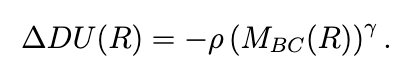 ΔDU(R) = −ρ (M_{BC}(R))^γ .